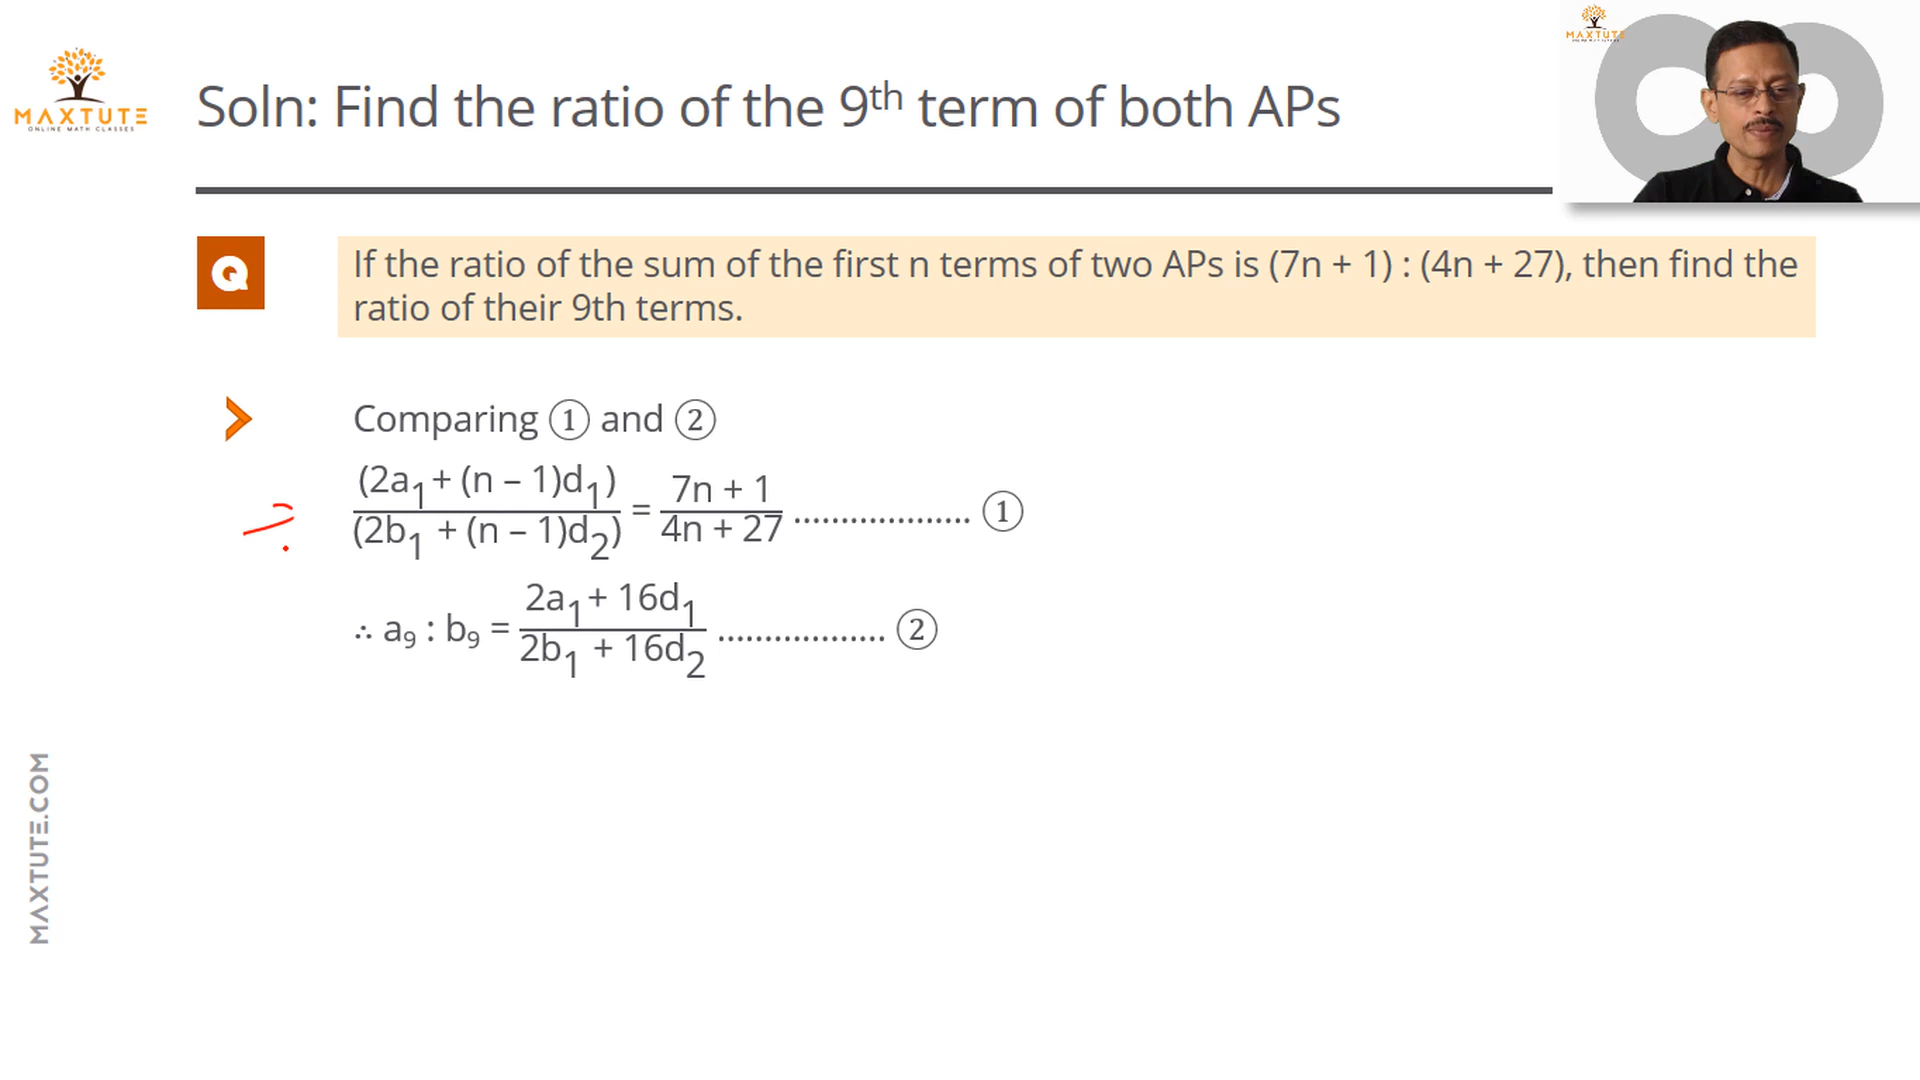 MAXTUTE
ONLINE MATH CLASSES
Soln: Find the ratio of the 9th term of both APs
MAXTUTE
Q
If the ratio of the sum of the first n terms of two APs is (7n + 1) : (4n + 27), then find the
ratio of their 9th terms.
Comparing ① and ②
(2a₁ + (n – 1)d₁)
(2b₁ + (n – 1)d₂)
=
7n + 1
4n + 27
................... ①
∴ a₉ : b₉ =
2a₁ + 16d₁
2b₁ + 16d₂
.................. ②
MAXTUTE.COM